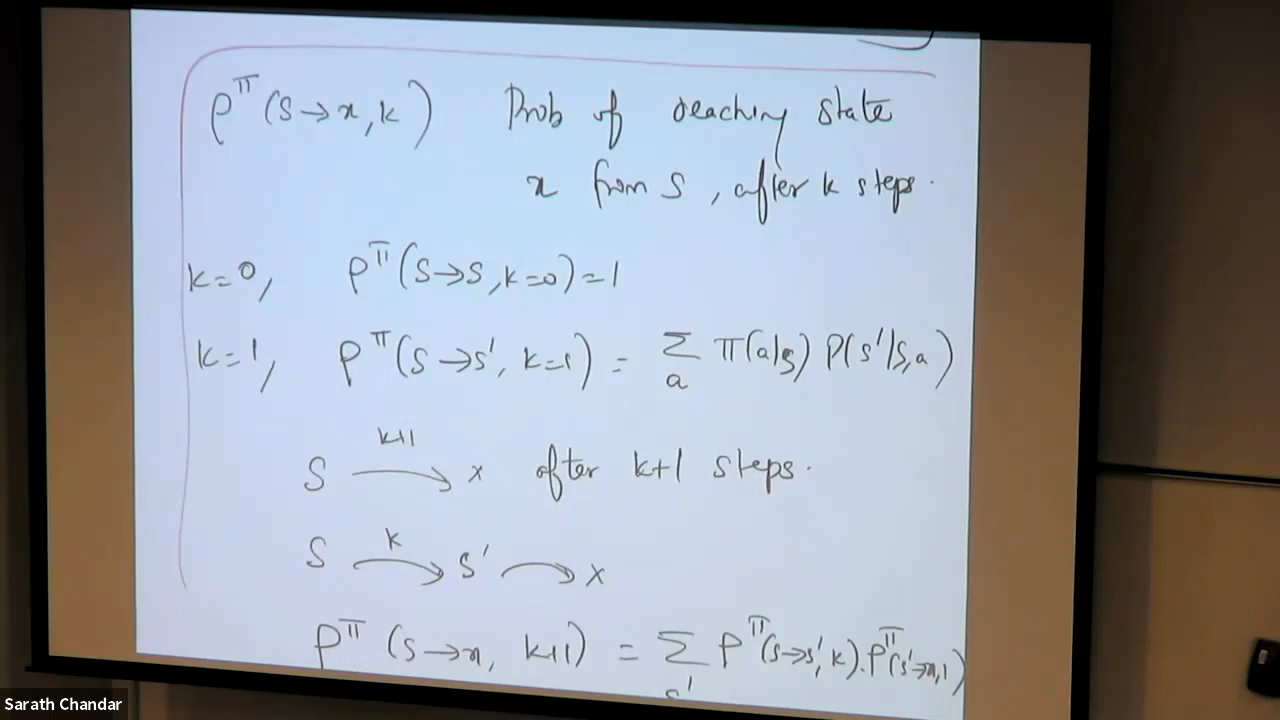 P^π (S→x, k) Prob of reaching state
x from S, after k steps.
k=0, P^π (S→S, k=0) = 1
k=1, P^π (S→S', k=1) = Σ_a π(a|s) P(s'|s,a)
S →^{k+1} x after k+1 steps.
S →^k S' → x
P^π (S→x, k+1) = Σ_{s'} P^π(s→s', k). P^π(s'→x, 1)
Sarath Chandar